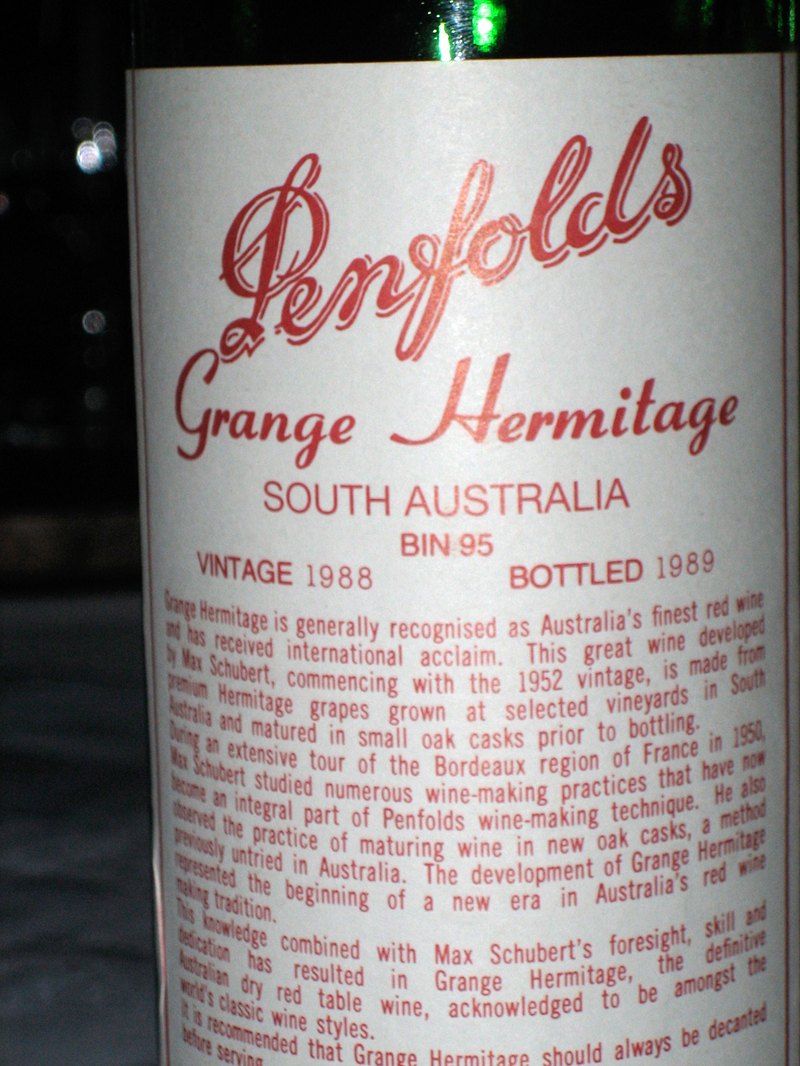 Penfolds
Grange Hermitage
SOUTH AUSTRALIA
BIN 95
VINTAGE 1988 BOTTLED 1989
Grange Hermitage is generally recognised as Australia's finest red wine
and has received international acclaim. This great wine developed
by Max Schubert, commencing with the 1952 vintage, is made from
premium Hermitage grapes grown at selected vineyards in South
Australia and matured in small oak casks prior to bottling.
During an extensive tour of the Bordeaux region of France in 1950,
Max Schubert studied numerous wine-making practices that have now
become an integral part of Penfolds wine-making technique. He also
observed the practice of maturing wine in new oak casks, a method
previously untried in Australia. The development of Grange Hermitage
represented the beginning of a new era in Australia's red wine
making tradition.
This knowledge combined with Max Schubert's foresight, skill and
dedication has resulted in Grange Hermitage, the definitive
Australian dry red table wine, acknowledged to be amongst the
world's classic wine styles.
It is recommended that Grange Hermitage should always be decanted
before serving.